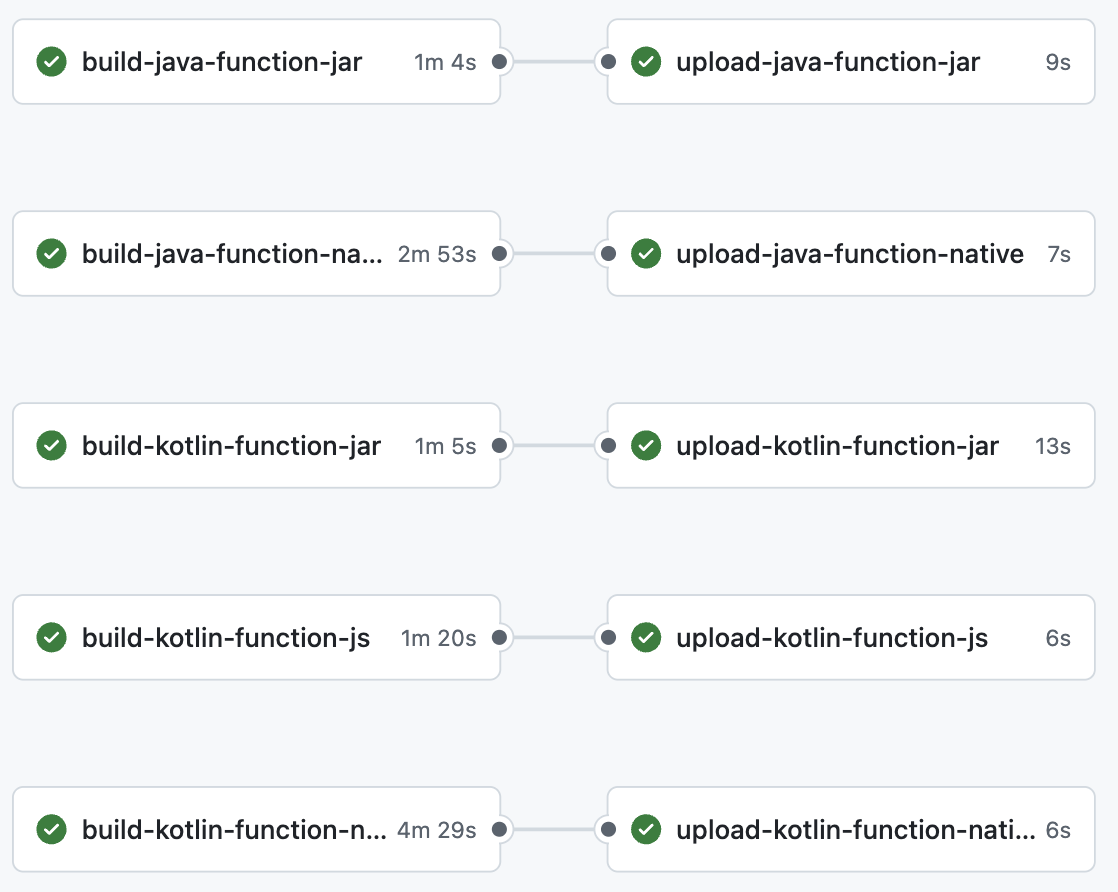 build-java-function-jar 1m 4s
upload-java-function-jar 9s
build-java-function-na... 2m 53s
upload-java-function-native 7s
build-kotlin-function-jar 1m 5s
upload-kotlin-function-jar 13s
build-kotlin-function-js 1m 20s
upload-kotlin-function-js 6s
build-kotlin-function-n... 4m 29s
upload-kotlin-function-nati... 6s